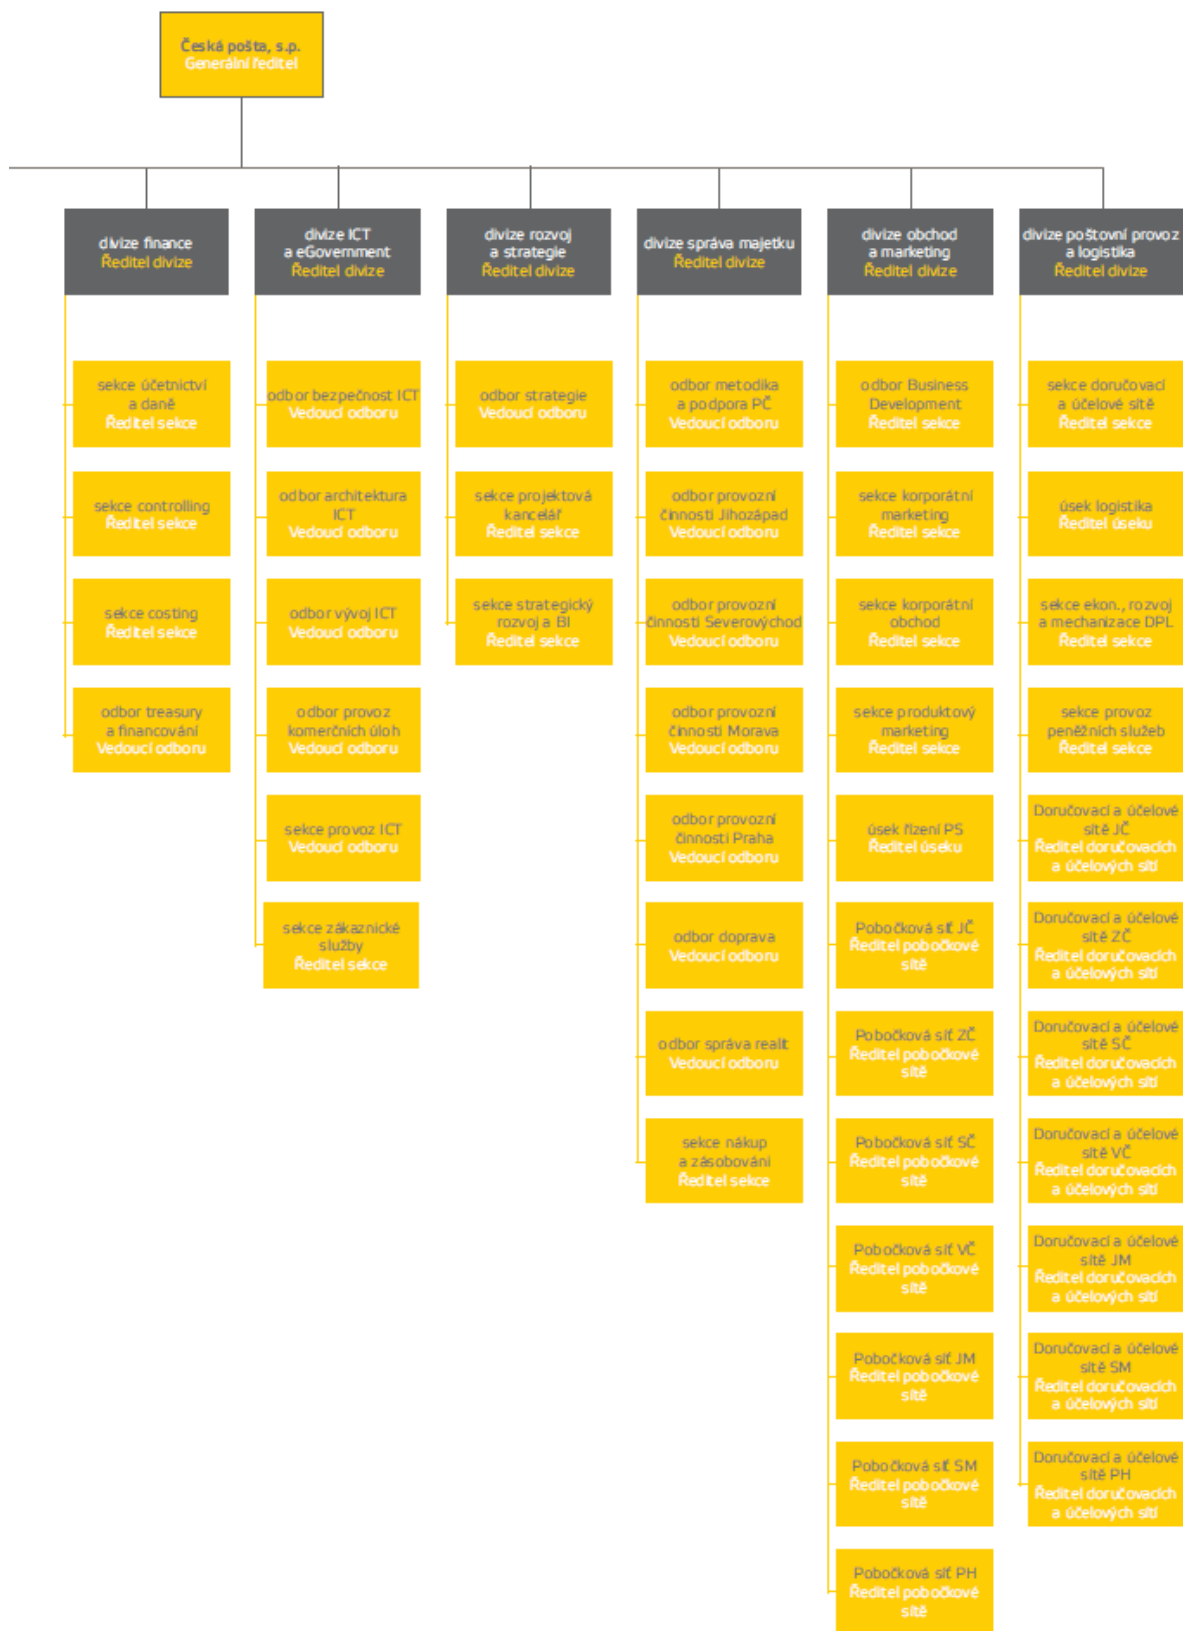 Česká pošta, s.p.
Generální ředitel
divize finance
Ředitel divize
sekce účetnictví
a daně
Ředitel sekce
sekce controlling
Ředitel sekce
sekce costing
Ředitel sekce
odbor treasury
a financování
Vedoucí odboru
divize ICT
a eGovernment
Ředitel divize
odbor bezpečnost ICT
Vedoucí odboru
odbor architektura
ICT
Vedoucí odboru
odbor vývoj ICT
Vedoucí odboru
odbor provoz
komerčních úloh
Vedoucí odboru
sekce provoz ICT
Vedoucí odboru
sekce zákaznické
služby
Ředitel sekce
divize rozvoj
a strategie
Ředitel divize
odbor strategie
Vedoucí odboru
sekce projektová
kancelář
Ředitel sekce
sekce strategický
rozvoj a BI
Ředitel sekce
divize správa majetku
Ředitel divize
odbor metodika
a podpora PČ
Vedoucí odboru
odbor provozní
činnosti Jihozápad
Vedoucí odboru
odbor provozní
činnosti Severovýchod
Vedoucí odboru
odbor provozní
činnosti Morava
Vedoucí odboru
odbor provozní
činnosti Praha
Vedoucí odboru
odbor doprava
Vedoucí odboru
odbor správa realit
Vedoucí odboru
sekce nákup
a zásobování
Ředitel sekce
divize obchod
a marketing
Ředitel divize
odbor Business
Development
Ředitel sekce
sekce korporátní
marketing
Ředitel sekce
sekce korporátní
obchod
Ředitel sekce
sekce produktový
marketing
Ředitel sekce
úsek řízení PS
Ředitel úseku
Pobočková síť JČ
Ředitel pobočkové
sítě
Pobočková síť ZČ
Ředitel pobočkové
sítě
Pobočková síť SČ
Ředitel pobočkové
sítě
Pobočková síť VČ
Ředitel pobočkové
sítě
Pobočková síť JM
Ředitel pobočkové
sítě
Pobočková síť SM
Ředitel pobočkové
sítě
Pobočková síť PH
Ředitel pobočkové
sítě
divize poštovní provoz
a logistika
Ředitel divize
sekce doručovací
a účelové sítě
Ředitel sekce
úsek logistika
Ředitel úseku
sekce ekon., rozvoj
a mechanizace DPL
Ředitel sekce
sekce provoz
peněžních služeb
Ředitel sekce
Doručovací a účelové
sítě JČ
Ředitel doručovacích
a účelových sítí
Doručovací a účelové
sítě ZČ
Ředitel doručovacích
a účelových sítí
Doručovací a účelové
sítě SČ
Ředitel doručovacích
a účelových sítí
Doručovací a účelové
sítě VČ
Ředitel doručovacích
a účelových sítí
Doručovací a účelové
sítě JM
Ředitel doručovacích
a účelových sítí
Doručovací a účelové
sítě SM
Ředitel doručovacích
a účelových sítí
Doručovací a účelové
sítě PH
Ředitel doručovacích
a účelových sítí